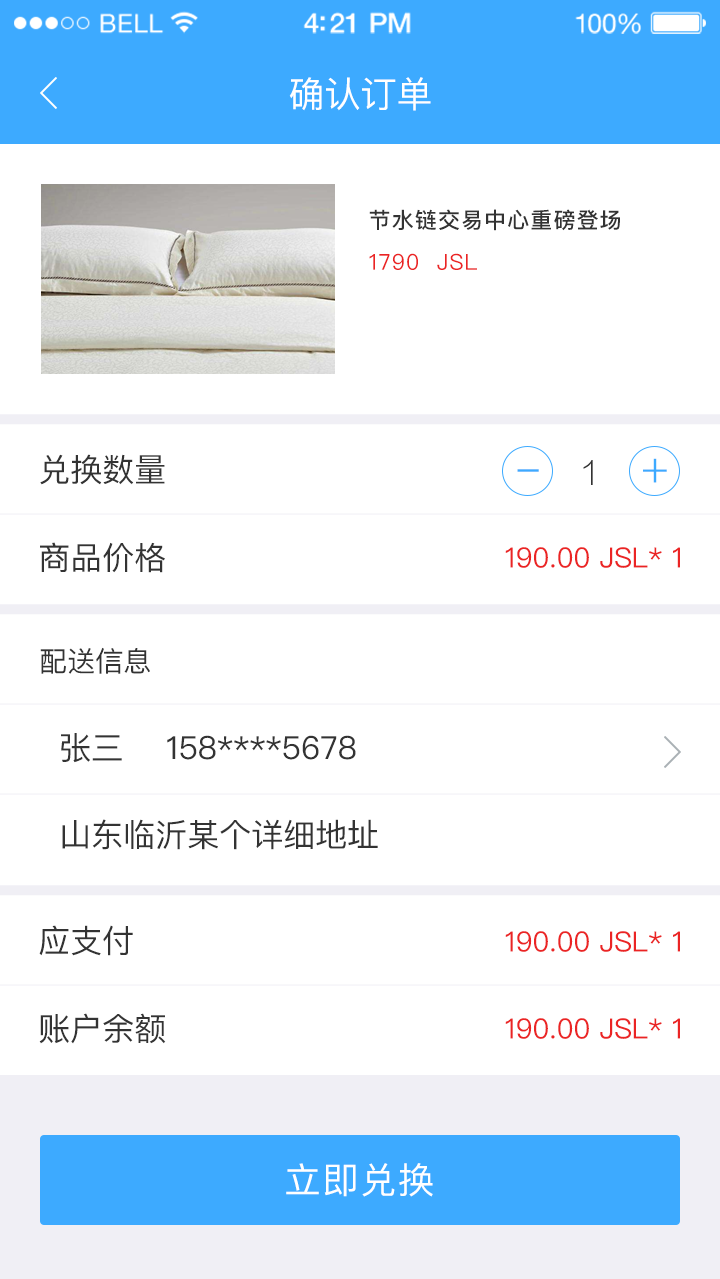 BELL 4:21 PM 100%
确认订单
节水链交易中心重磅登场
1790 JSL
兑换数量 1
商品价格 190.00 JSL* 1
配送信息
张三 158****5678
山东临沂某个详细地址
应支付 190.00 JSL* 1
账户余额 190.00 JSL* 1
立即兑换